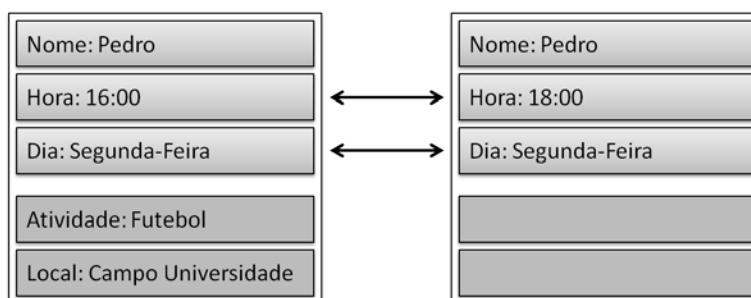 Nome: Pedro
Hora: 16:00
Dia: Segunda-Feira
Atividade: Futebol
Local: Campo Universidade
Nome: Pedro
Hora: 18:00
Dia: Segunda-Feira